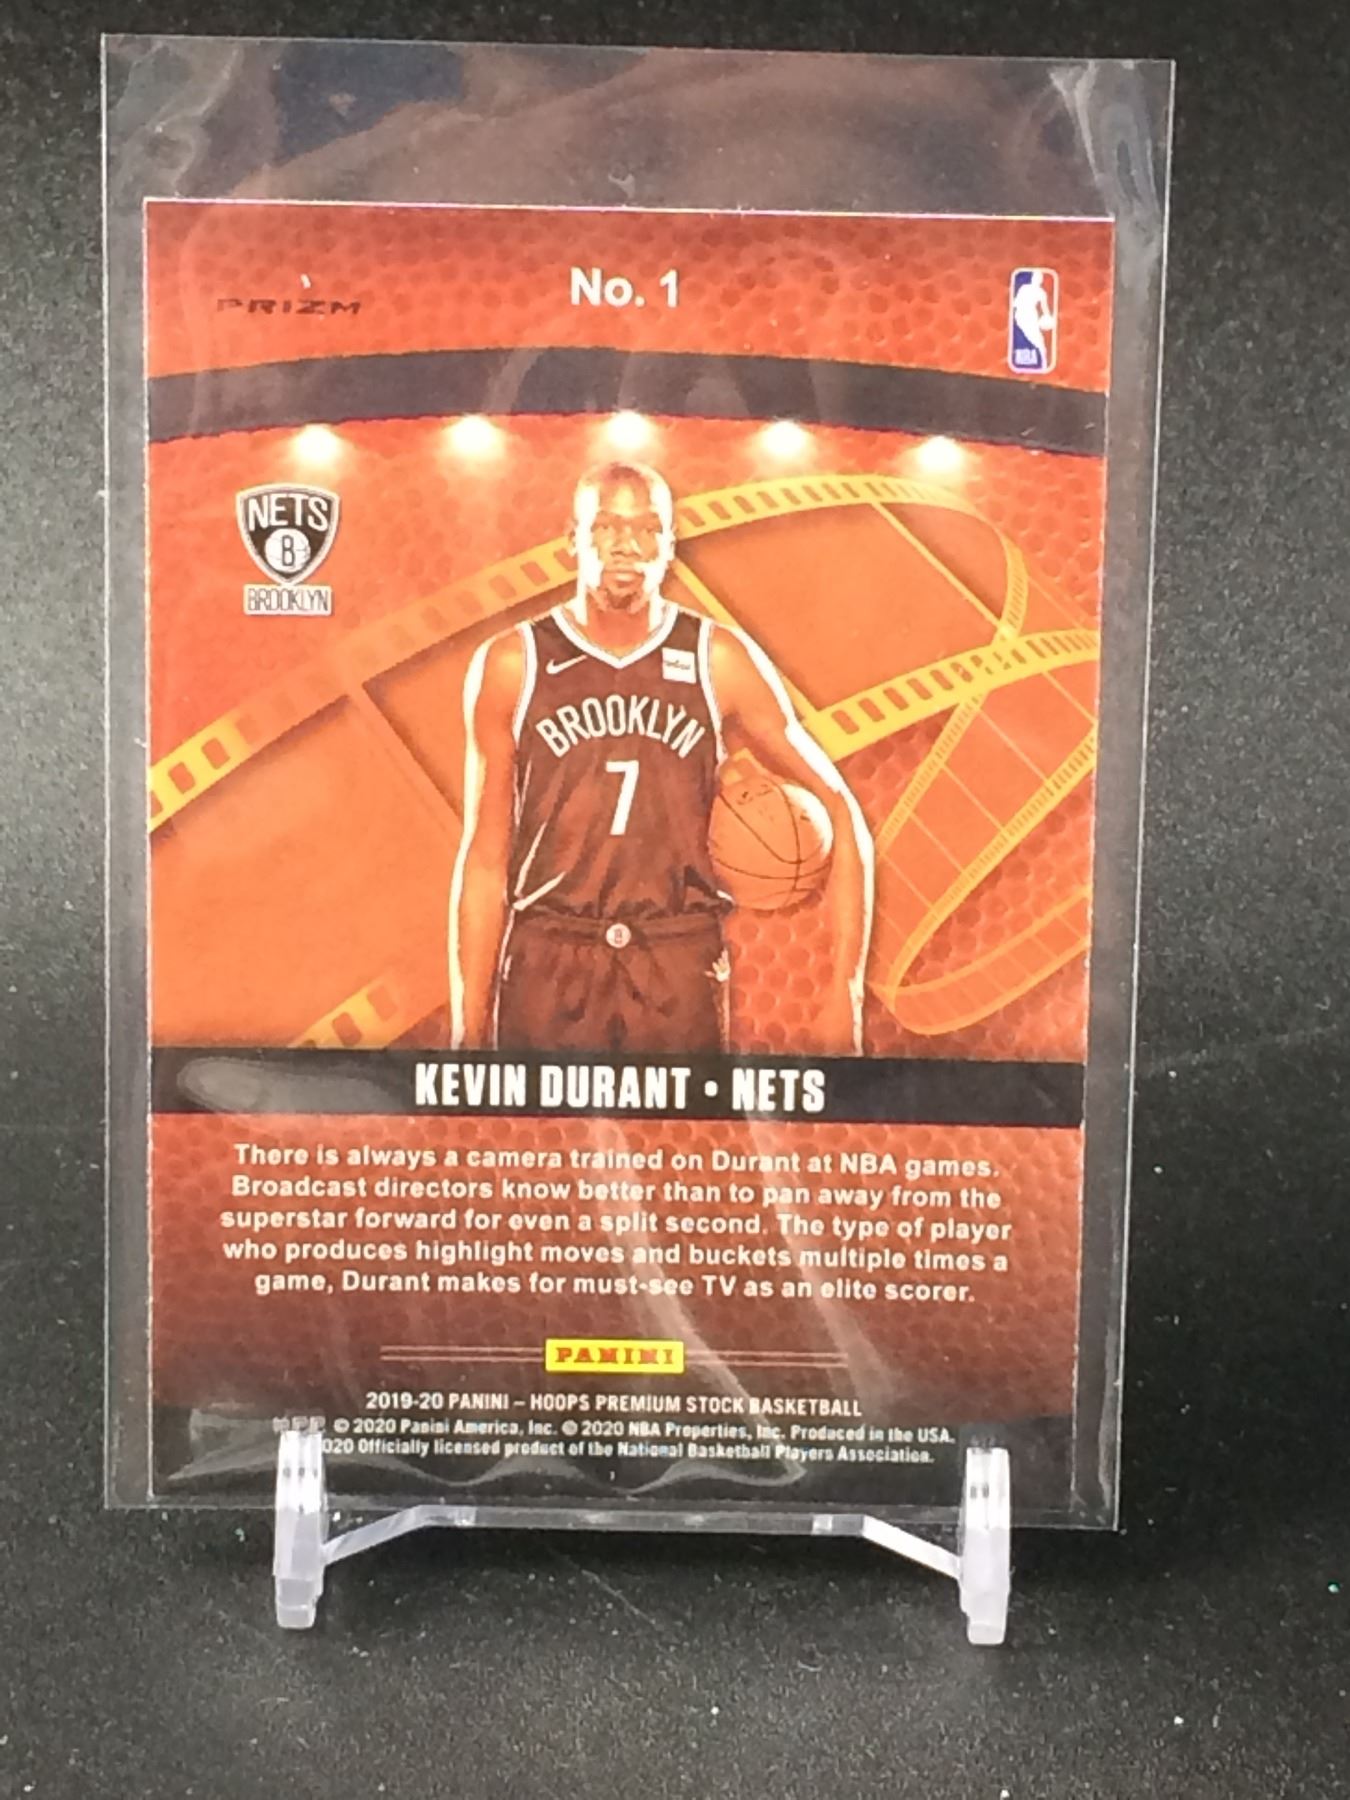 No. 1
PRIZM
NBA
NETS
B
BROOKLYN
BROOKLYN
7
KEVIN DURANT • NETS
There is always a camera trained on Durant at NBA games.
Broadcast directors know better than to pan away from the
superstar forward for even a split second. The type of player
who produces highlight moves and buckets multiple times a
game, Durant makes for must-see TV as an elite scorer.
PANINI
2019-20 PANINI – HOOPS PREMIUM STOCK BASKETBALL
© 2020 Panini America, Inc. © 2020 NBA Properties, Inc. Produced in the USA.
020 Officially licensed product of the National Basketball Players Association.